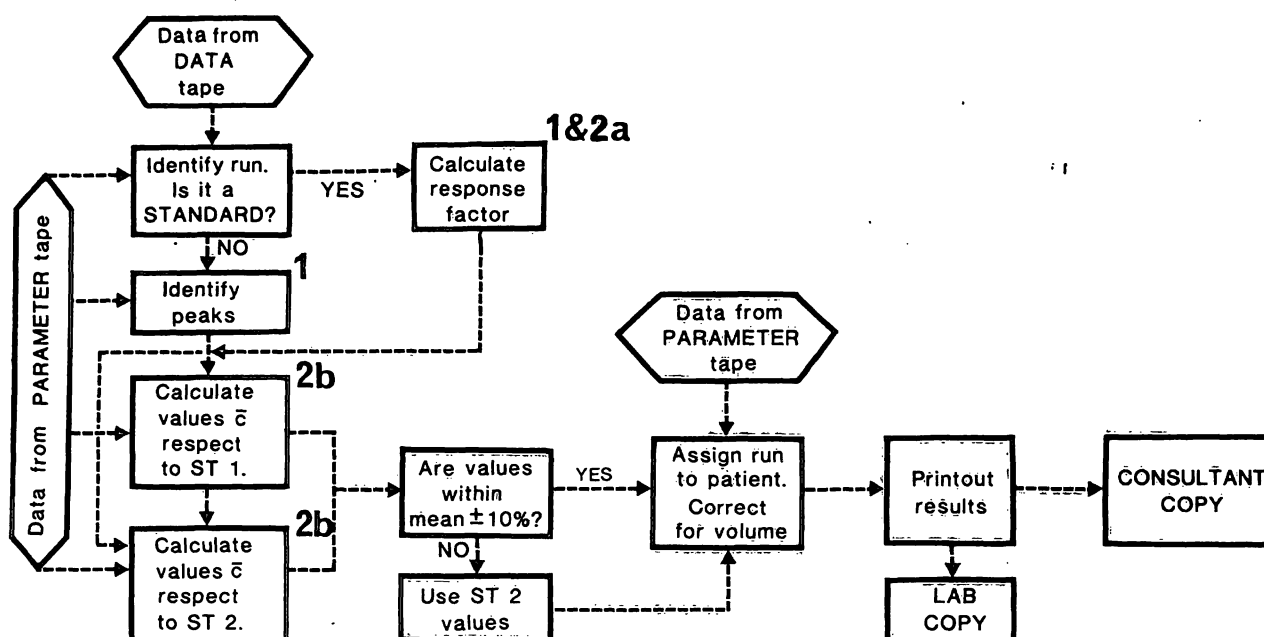 Data from
DATA
tape
1&2a
Identify run.
Is it a
STANDARD?
YES
Calculate
response
factor
NO
Data from PARAMETER tape
1
Identify
peaks
2b
Calculate
values c̄
respect
to ST 1.
2b
Calculate
values c̄
respect
to ST 2.
Are values
within
mean ± 10%?
YES
NO
Use ST 2
values
Data from
PARAMETER
tape
Assign run
to patient.
Correct
for volume
Printout
results
CONSULTANT
COPY
LAB
COPY